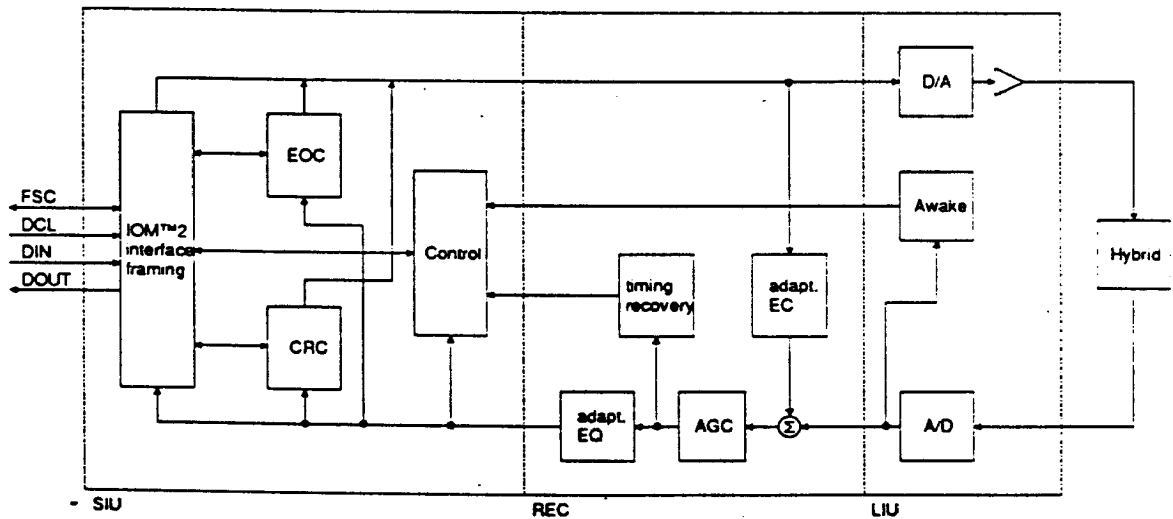 D/A
EOC
FSC
DCL
DIN
DOUT
IOM™2
interface
framing
Control
Awake
Hybrid
timing
recovery
adapt.
EC
CRC
adapt.
EQ
AGC
Σ
A/D
SIU
REC
LIU